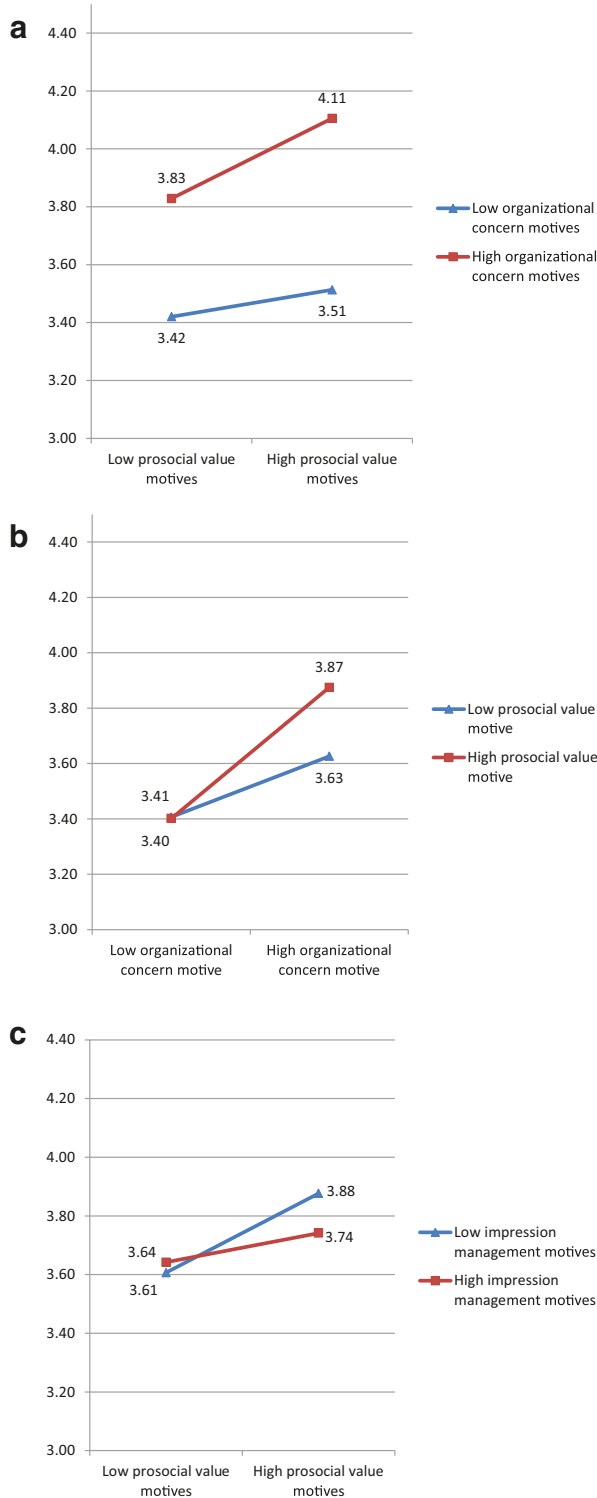 a
4.40
4.20
4.11
4.00
3.83
3.80
Low organizational
concern motives
High organizational
concern motives
3.60
3.51
3.40
3.42
3.20
3.00
Low prosocial value
motives
High prosocial value
motives
b
4.40
4.20
4.00
3.87
3.80
Low prosocial value
motive
High prosocial value
motive
3.60
3.63
3.41
3.40
3.40
3.20
3.00
Low organizational
concern motive
High organizational
concern motive
c
4.40
4.20
4.00
3.88
3.80
3.74
3.64
3.60
3.61
Low impression
management motives
High impression
management motives
3.40
3.20
3.00
Low prosocial value
motives
High prosocial value
motives